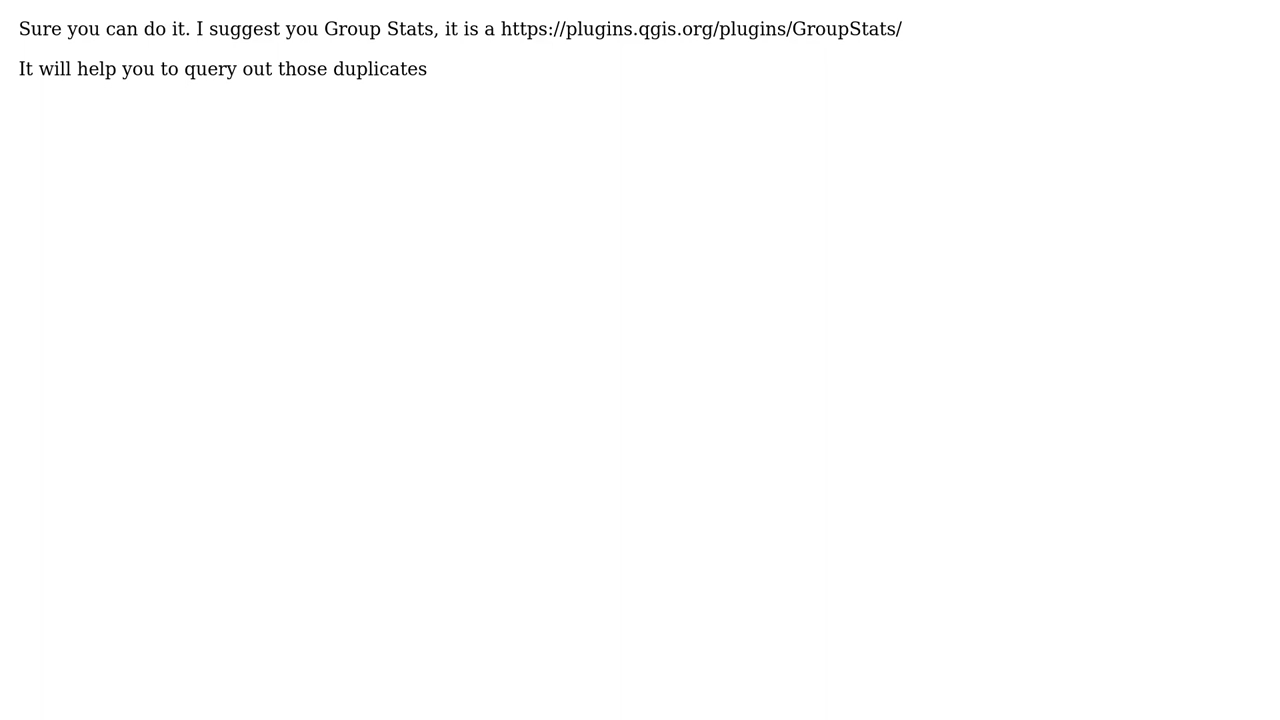 Sure you can do it. I suggest you Group Stats, it is a https://plugins.qgis.org/plugins/GroupStats/
It will help you to query out those duplicates